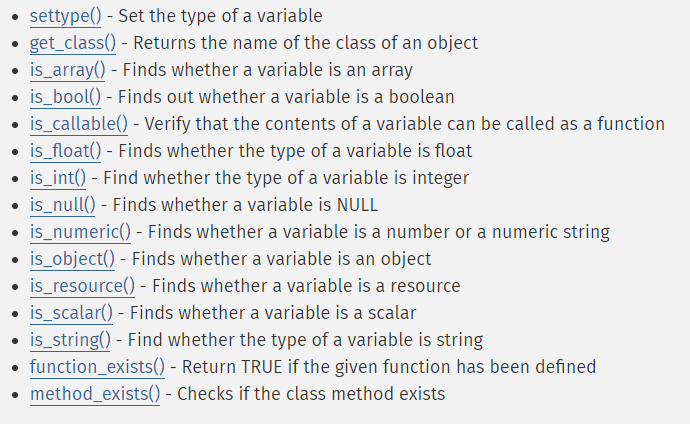 settype() - Set the type of a variable
get_class() - Returns the name of the class of an object
is_array() - Finds whether a variable is an array
is_bool() - Finds out whether a variable is a boolean
is_callable() - Verify that the contents of a variable can be called as a function
is_float() - Finds whether the type of a variable is float
is_int() - Find whether the type of a variable is integer
is_null() - Finds whether a variable is NULL
is_numeric() - Finds whether a variable is a number or a numeric string
is_object() - Finds whether a variable is an object
is_resource() - Finds whether a variable is a resource
is_scalar() - Finds whether a variable is a scalar
is_string() - Find whether the type of a variable is string
function_exists() - Return TRUE if the given function has been defined
method_exists() - Checks if the class method exists